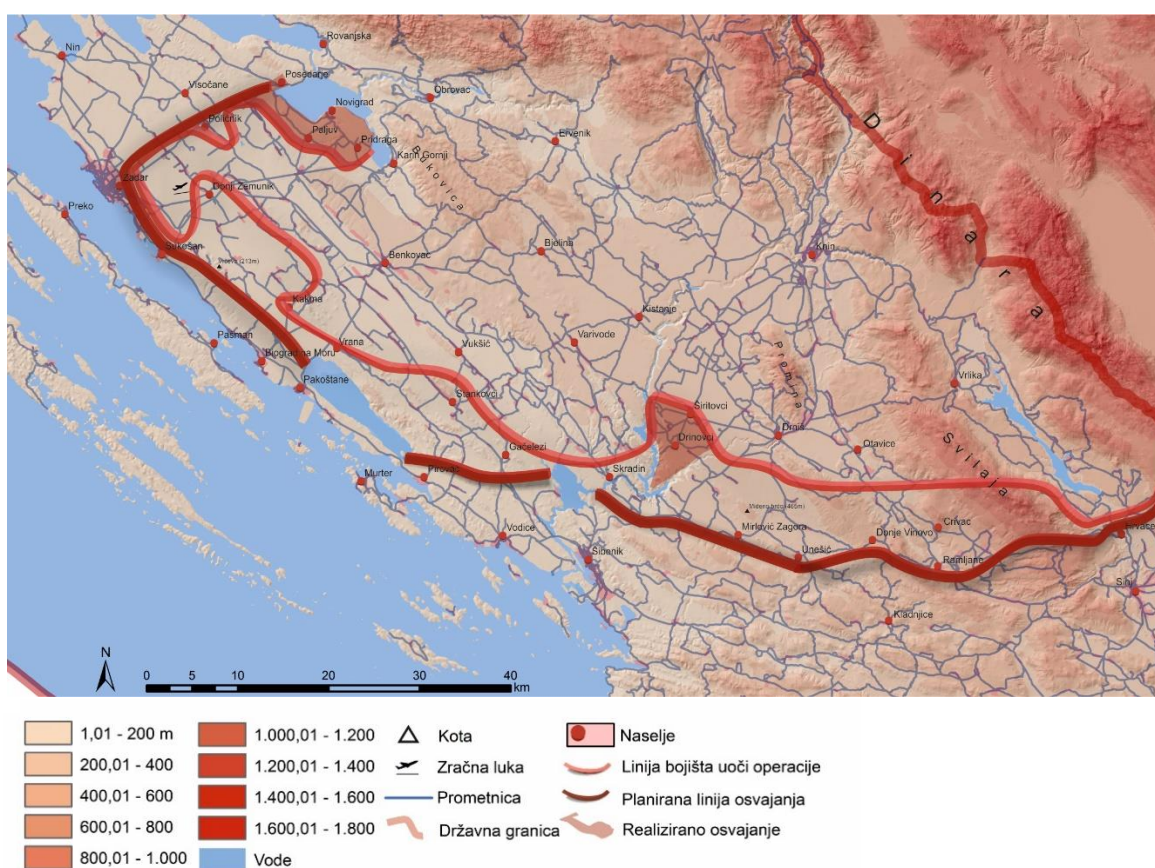 Nin
Rovanjska
Posedarje
Visočane
Obrovac
Novigrad
Poličnik
Paljuv
Pridraga
Ervenik
Karin Gornji
Bukovica
Dinara
Zadar
Donji Zemunik
Preko
Sukošan
Knin
Benkovac
Bjelina
Kakma
Kistanje
Pašman
Vrana
Vukšić
Varivode
Biograd na Moru
Promina
Pakoštane
Vrlika
Stankovci
Širitovci
Drniš
Drinovci
Otavice
Svilaja
Gaćelezi
Murter
Pirovac
Skradin
Mirlović Zagora
Crivac
Donje Vinovo
Hrvace
Vodice
Unešić
Šibenik
Ramljane
Sinj
Kladnjice
N
0 5 10 20 30 40
km
1,01 - 200 m
200,01 - 400
400,01 - 600
600,01 - 800
800,01 - 1.000
1.000,01 - 1.200
1.200,01 - 1.400
1.400,01 - 1.600
1.600,01 - 1.800
Vode
Kota
Zračna luka
Prometnica
Državna granica
Naselje
Linija bojišta uoči operacije
Planirana linija osvajanja
Realizirano osvajanje